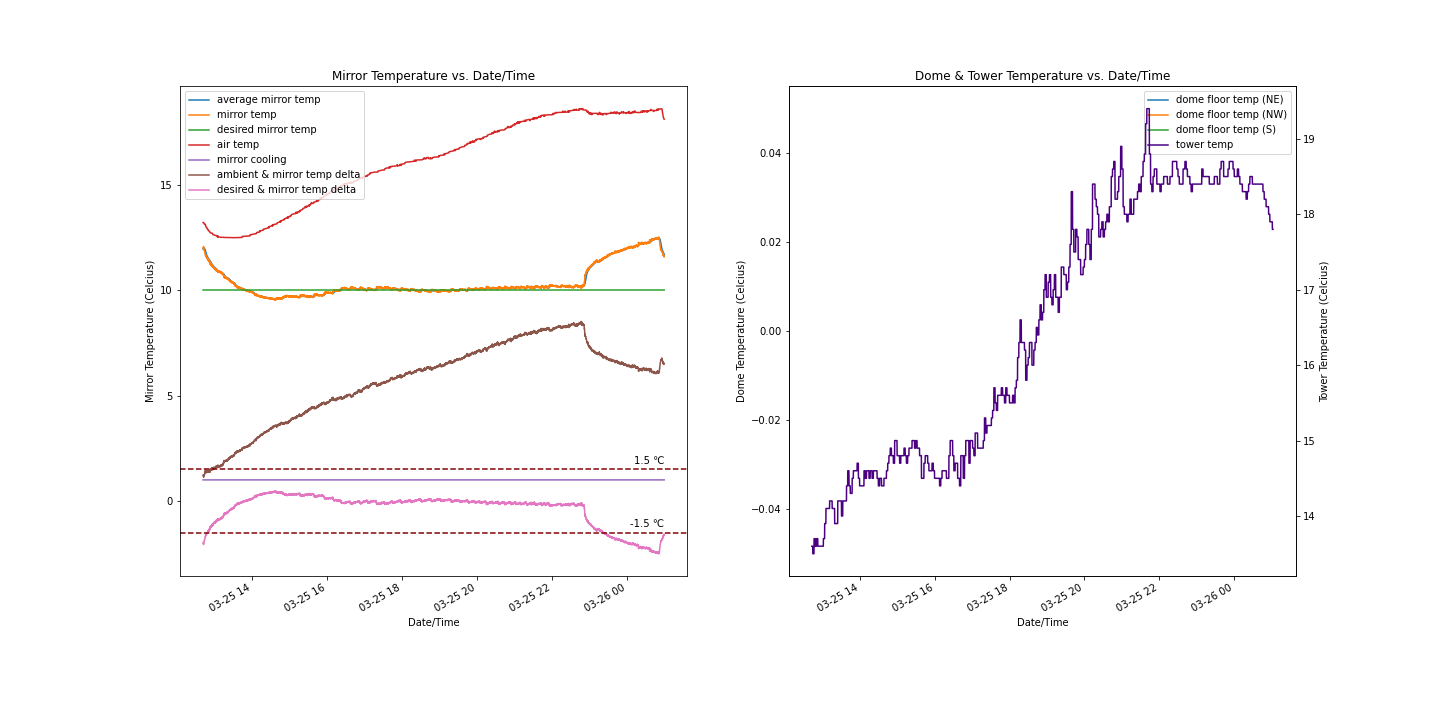 Mirror Temperature vs. Date/Time
average mirror temp
mirror temp
desired mirror temp
air temp
mirror cooling
ambient & mirror temp delta
desired & mirror temp delta
15
10
5
0
Mirror Temperature (Celcius)
1.5 °C
-1.5 °C
03-25 14
03-25 16
03-25 18
03-25 20
03-25 22
03-26 00
Date/Time
Dome & Tower Temperature vs. Date/Time
dome floor temp (NE)
dome floor temp (NW)
dome floor temp (S)
tower temp
0.04
0.02
0.00
−0.02
−0.04
Dome Temperature (Celcius)
19
18
17
16
15
14
Tower Temperature (Celcius)
03-25 14
03-25 16
03-25 18
03-25 20
03-25 22
03-26 00
Date/Time